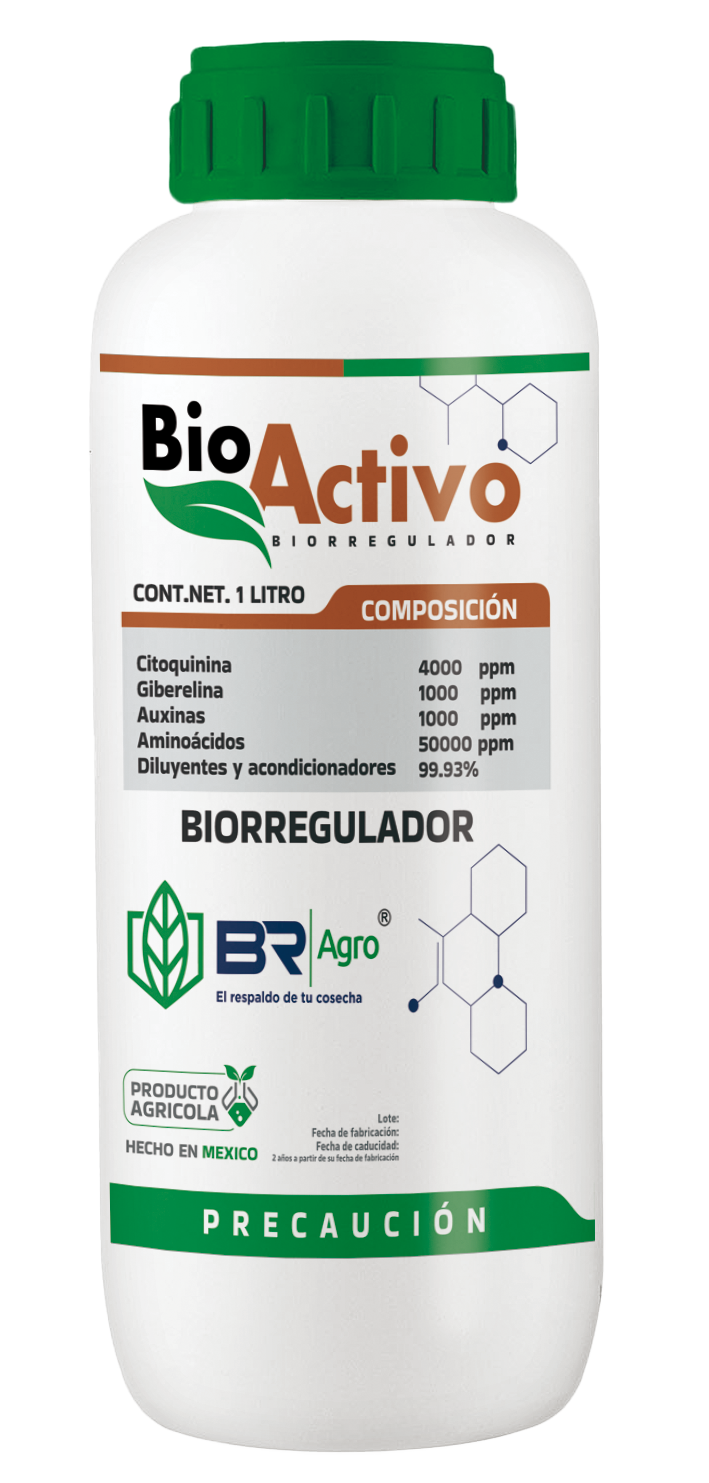 BioActivo
BIORREGULADOR
CONT.NET. 1 LITRO
COMPOSICIÓN
Citoquinina 4000 ppm
Giberelina 1000 ppm
Auxinas 1000 ppm
Aminoácidos 50000 ppm
Diluyentes y acondicionadores 99.93%
BIORREGULADOR
BR Agro®
El respaldo de tu cosecha
PRODUCTO
AGRICOLA
HECHO EN MEXICO
Lote:
Fecha de fabricación:
Fecha de caducidad:
2 años a partir de su fecha de fabricación
PRECAUCIÓN